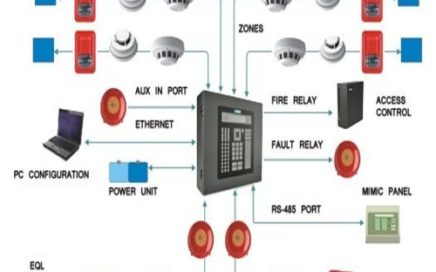 ZONES
AUX IN PORT
FIRE RELAY
ACCESS
CONTROL
ETHERNET
FAULT RELAY
PC CONFIGURATION
POWER UNIT
MIMIC PANEL
RS-485 PORT
EQL